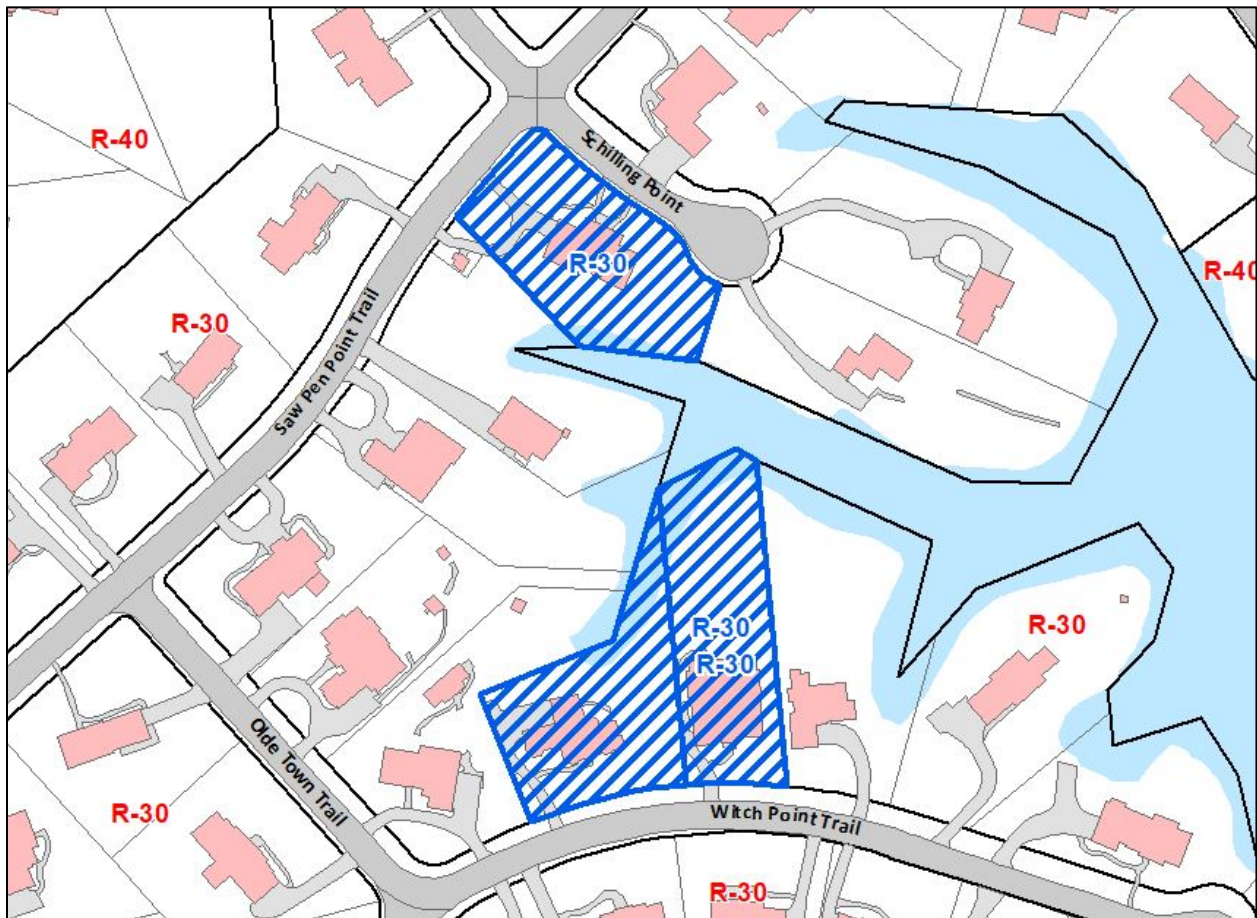 R-40
Schilling Point
R-30
R-40
R-30
Saw Pen Point Trail
R-30
R-30
R-30
Olde Town Trail
R-30
Witch Point Trail
R-30